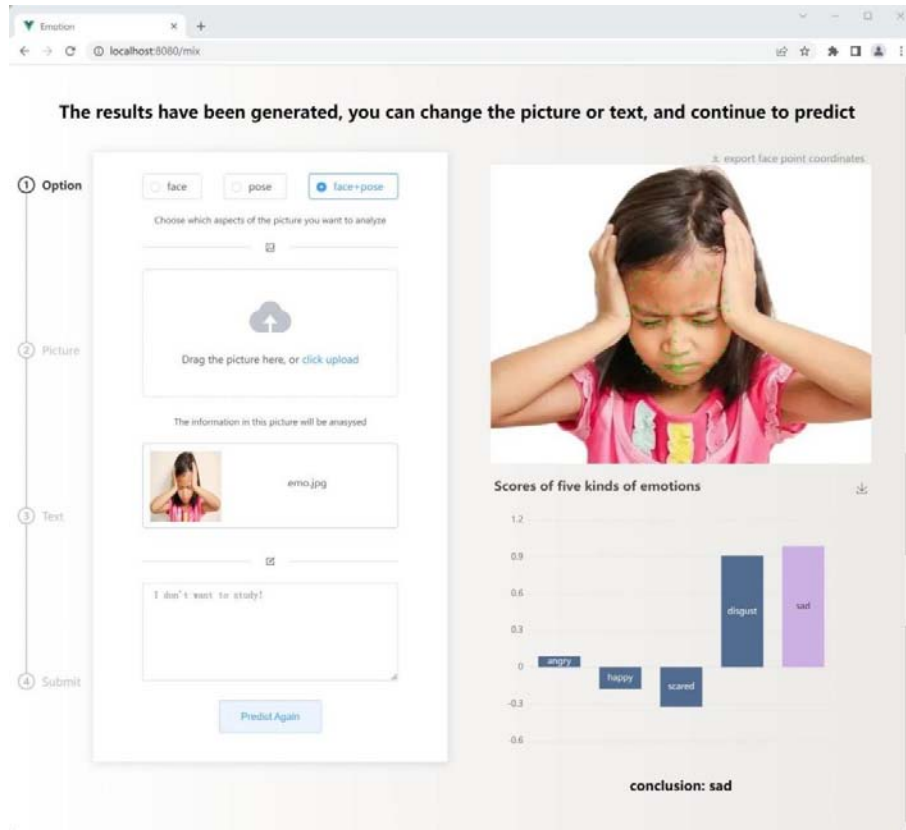 Emotion
localhost:8080/mix
The results have been generated, you can change the picture or text, and continue to predict
export face point coordinates
1 Option
face
pose
face+pose
Choose which aspects of the picture you want to analyze
2 Picture
Drag the picture here, or click upload
The information in this picture will be anasysed
emo.jpg
Scores of five kinds of emotions
3 Text
I don't want to study!
4 Submit
Predict Again
1.2
0.9
0.6
0.3
0
-0.3
0.6
angry
happy
scared
disgust
sad
conclusion: sad